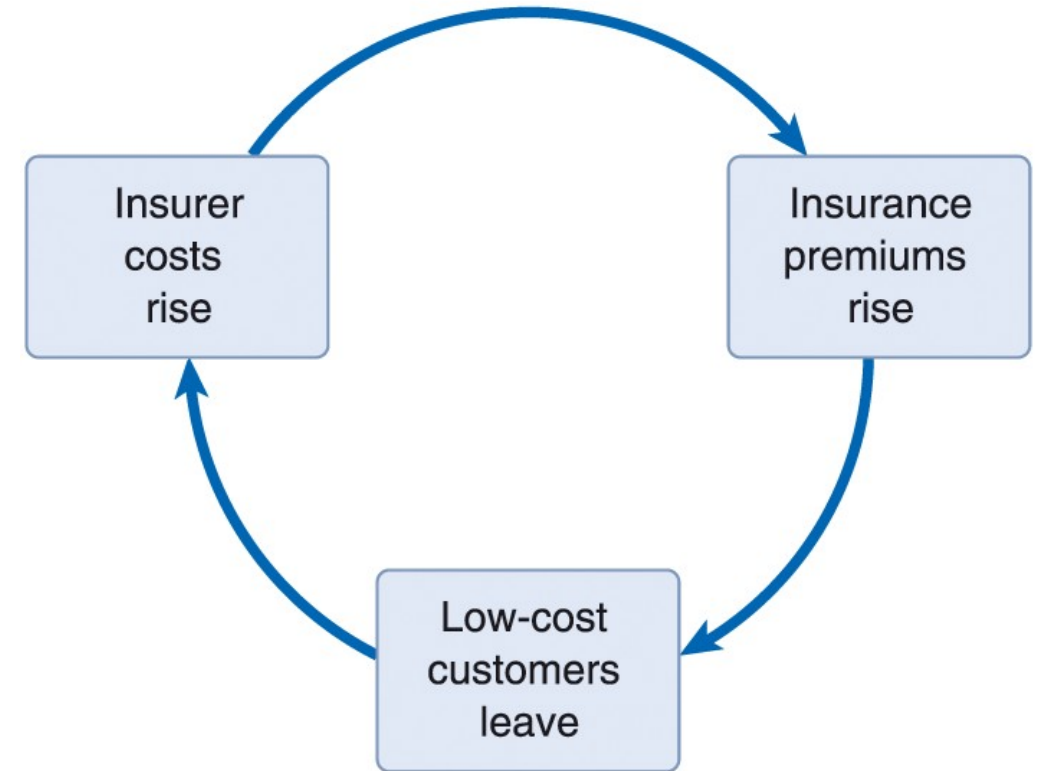 Insurer
costs
rise
Insurance
premiums
rise
Low-cost
customers
leave